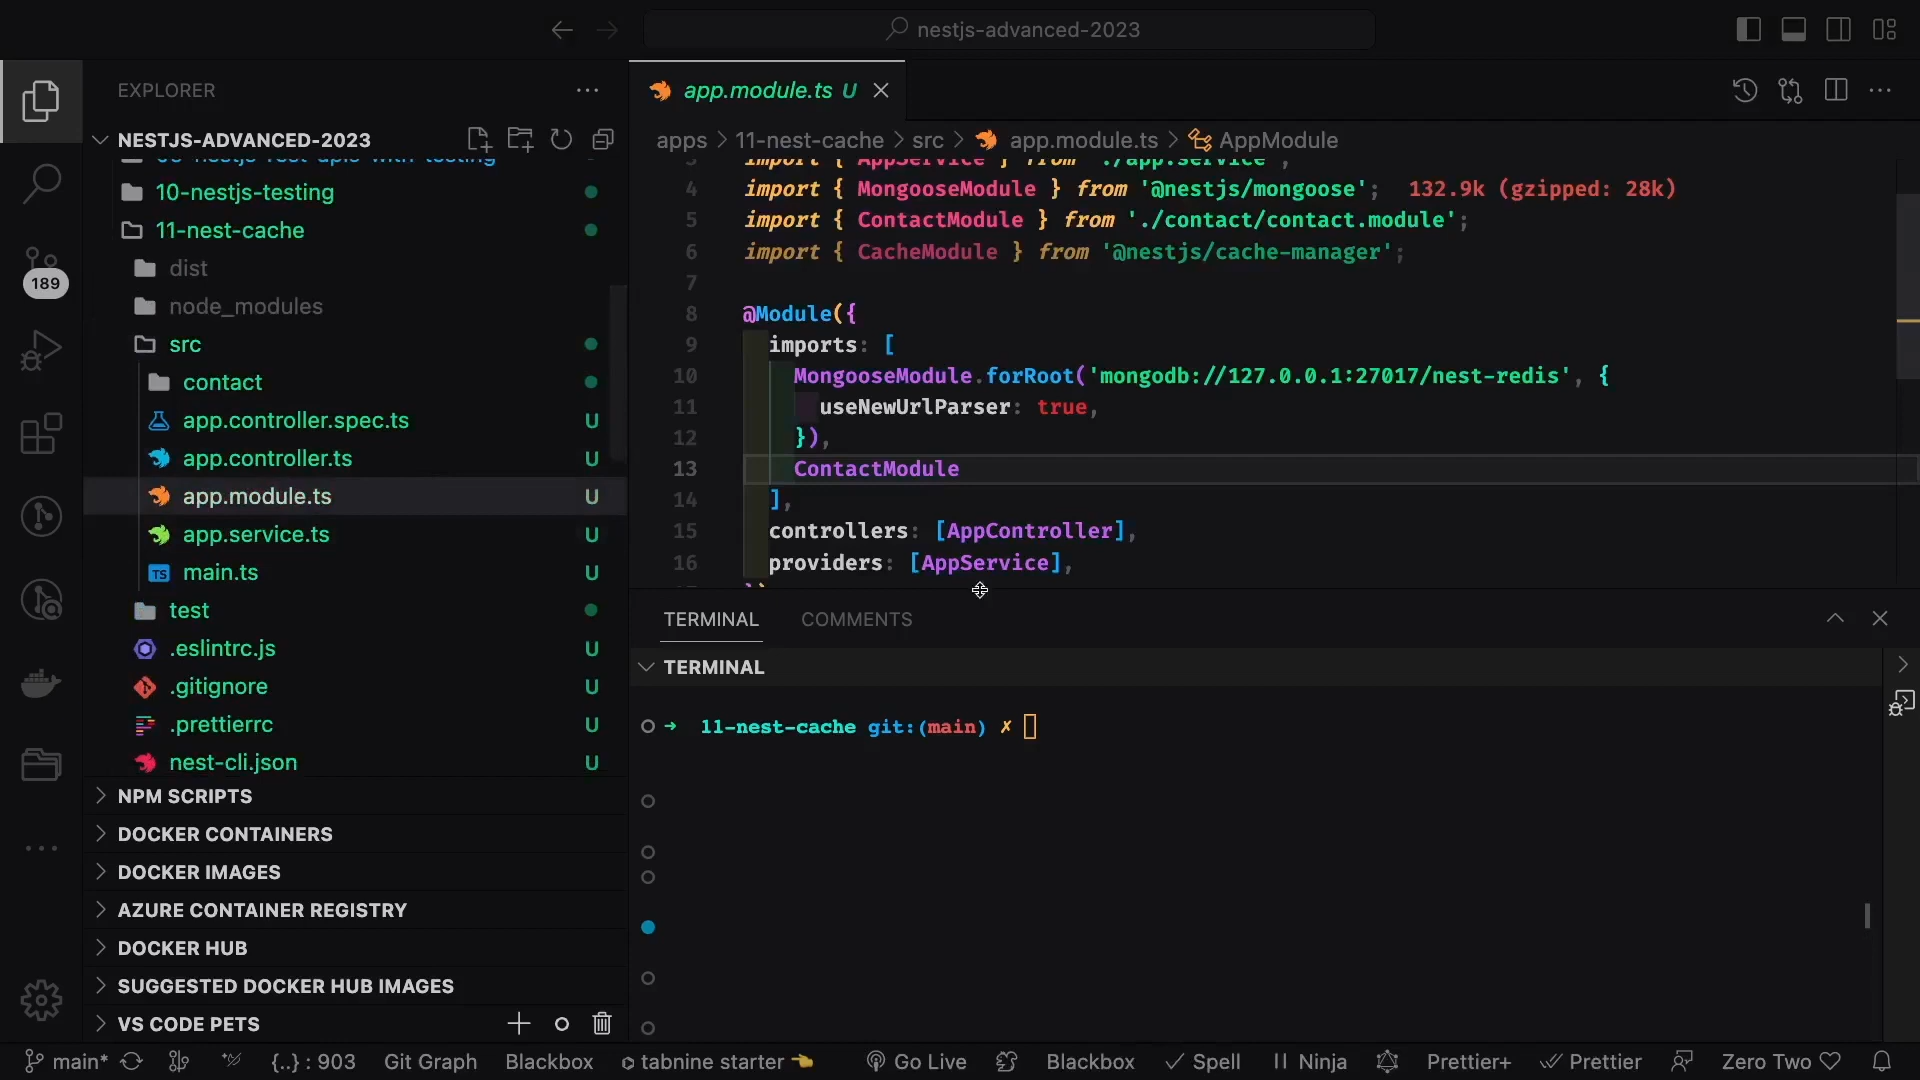 nestjs-advanced-2023
EXPLORER
NESTJS-ADVANCED-2023
10-nestjs-testing
11-nest-cache
dist
node_modules
src
contact
app.controller.spec.ts U
app.controller.ts U
app.module.ts U
app.service.ts U
main.ts U
test
.eslintrc.js U
.gitignore U
.prettierrc U
nest-cli.json U
NPM SCRIPTS
DOCKER CONTAINERS
DOCKER IMAGES
AZURE CONTAINER REGISTRY
DOCKER HUB
SUGGESTED DOCKER HUB IMAGES
VS CODE PETS
189
app.module.ts U
apps > 11-nest-cache > src > app.module.ts > AppModule
import { AppService } from './app.service';
4 import { MongooseModule } from '@nestjs/mongoose'; 132.9k (gzipped: 28k)
5 import { ContactModule } from './contact/contact.module';
6 import { CacheModule } from '@nestjs/cache-manager';
7
8 @Module({
9 imports: [
10 MongooseModule.forRoot('mongodb://127.0.0.1:27017/nest-redis', {
11 useNewUrlParser: true,
12 }),
13 ContactModule
14 ],
15 controllers: [AppController],
16 providers: [AppService],
TERMINAL COMMENTS
TERMINAL
➜ 11-nest-cache git:(main) ✗
main* {..} : 903 Git Graph Blackbox tabnine starter 👈 Go Live Blackbox Spell Ninja Prettier+ Prettier Zero Two